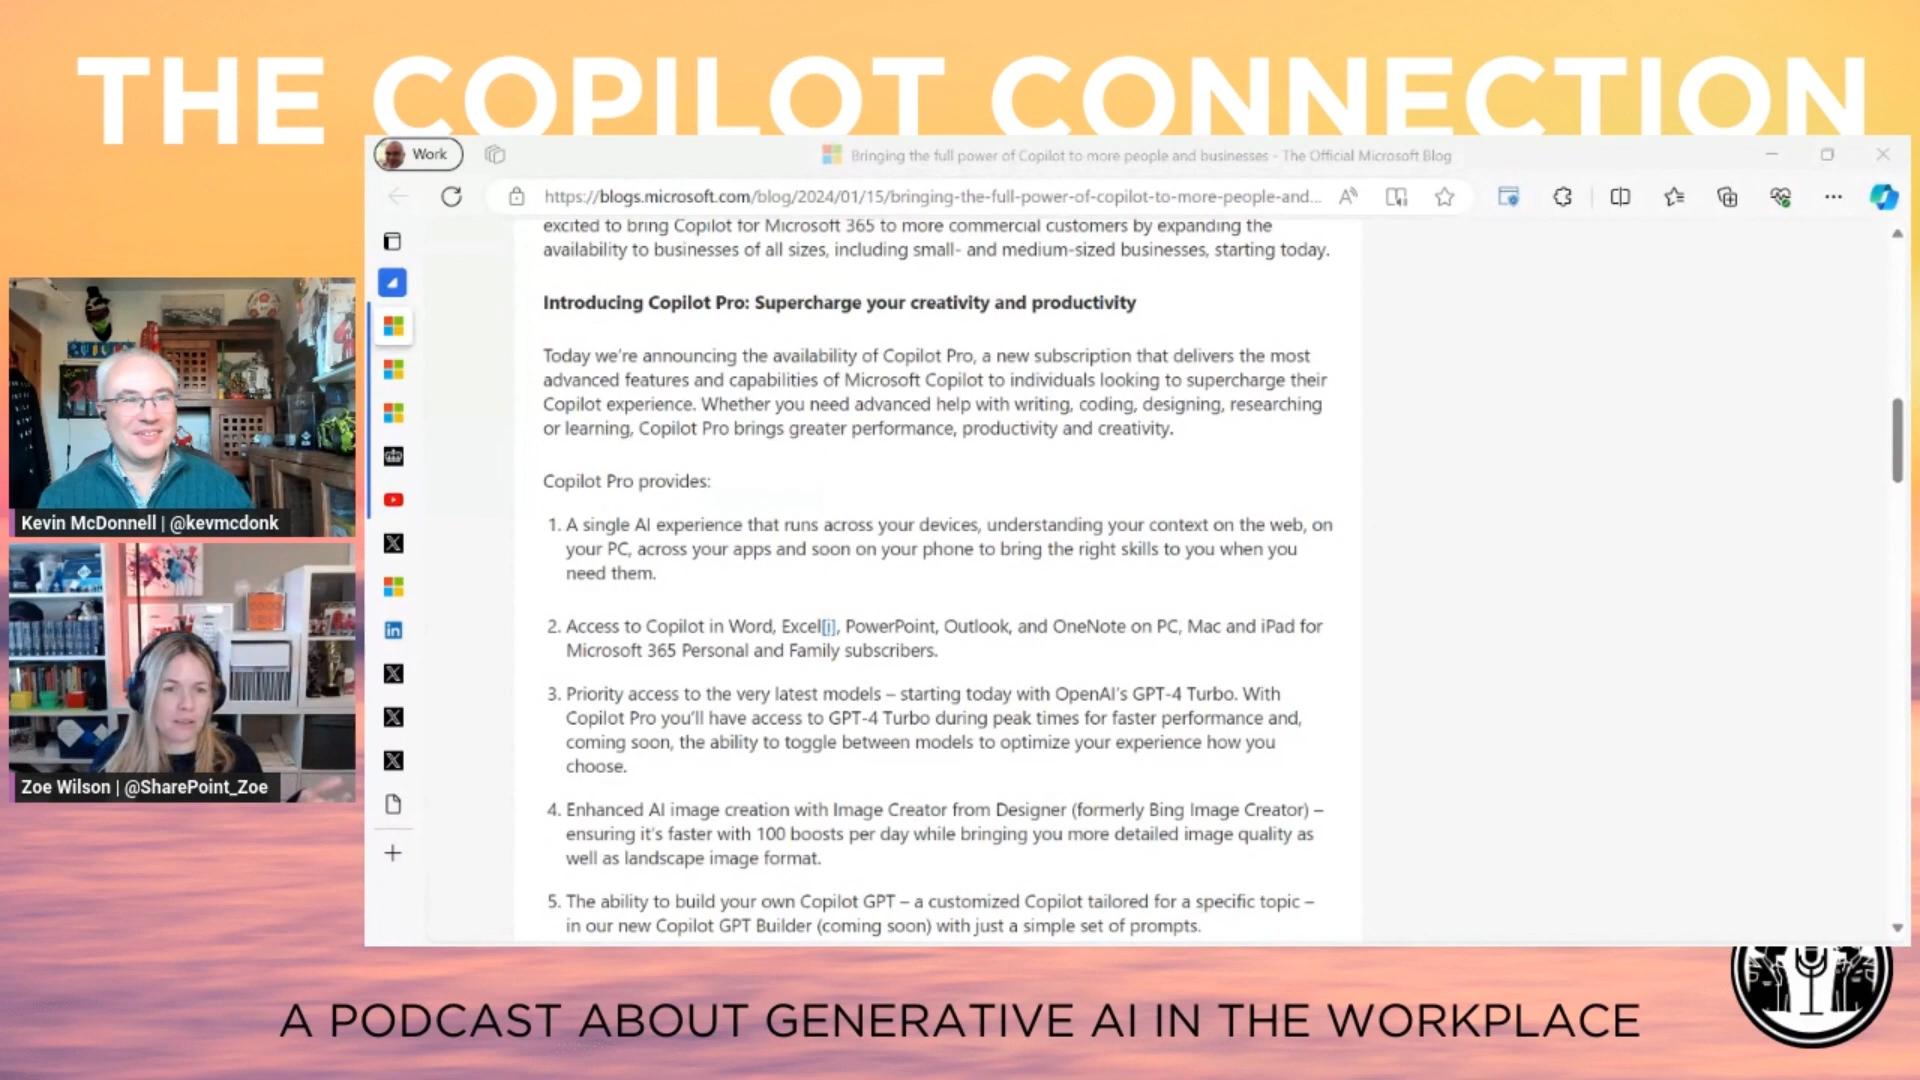 THE COPILOT CONNECTION
Work
Bringing the full power of Copilot to more people and businesses - The Official Microsoft Blog
https://blogs.microsoft.com/blog/2024/01/15/bringing-the-full-power-of-copilot-to-more-people-and...
excited to bring Copilot for Microsoft 365 to more commercial customers by expanding the
availability to businesses of all sizes, including small- and medium-sized businesses, starting today.
Introducing Copilot Pro: Supercharge your creativity and productivity
Today we're announcing the availability of Copilot Pro, a new subscription that delivers the most
advanced features and capabilities of Microsoft Copilot to individuals looking to supercharge their
Copilot experience. Whether you need advanced help with writing, coding, designing, researching
or learning, Copilot Pro brings greater performance, productivity and creativity.
Copilot Pro provides:
1. A single AI experience that runs across your devices, understanding your context on the web, on
your PC, across your apps and soon on your phone to bring the right skills to you when you
need them.
2. Access to Copilot in Word, Excel[i], PowerPoint, Outlook, and OneNote on PC, Mac and iPad for
Microsoft 365 Personal and Family subscribers.
3. Priority access to the very latest models – starting today with OpenAI's GPT-4 Turbo. With
Copilot Pro you'll have access to GPT-4 Turbo during peak times for faster performance and,
coming soon, the ability to toggle between models to optimize your experience how you
choose.
4. Enhanced AI image creation with Image Creator from Designer (formerly Bing Image Creator) –
ensuring it's faster with 100 boosts per day while bringing you more detailed image quality as
well as landscape image format.
5. The ability to build your own Copilot GPT – a customized Copilot tailored for a specific topic –
in our new Copilot GPT Builder (coming soon) with just a simple set of prompts.
Kevin McDonnell | @kevmcdonk
Zoe Wilson | @SharePoint_Zoe
A PODCAST ABOUT GENERATIVE AI IN THE WORKPLACE